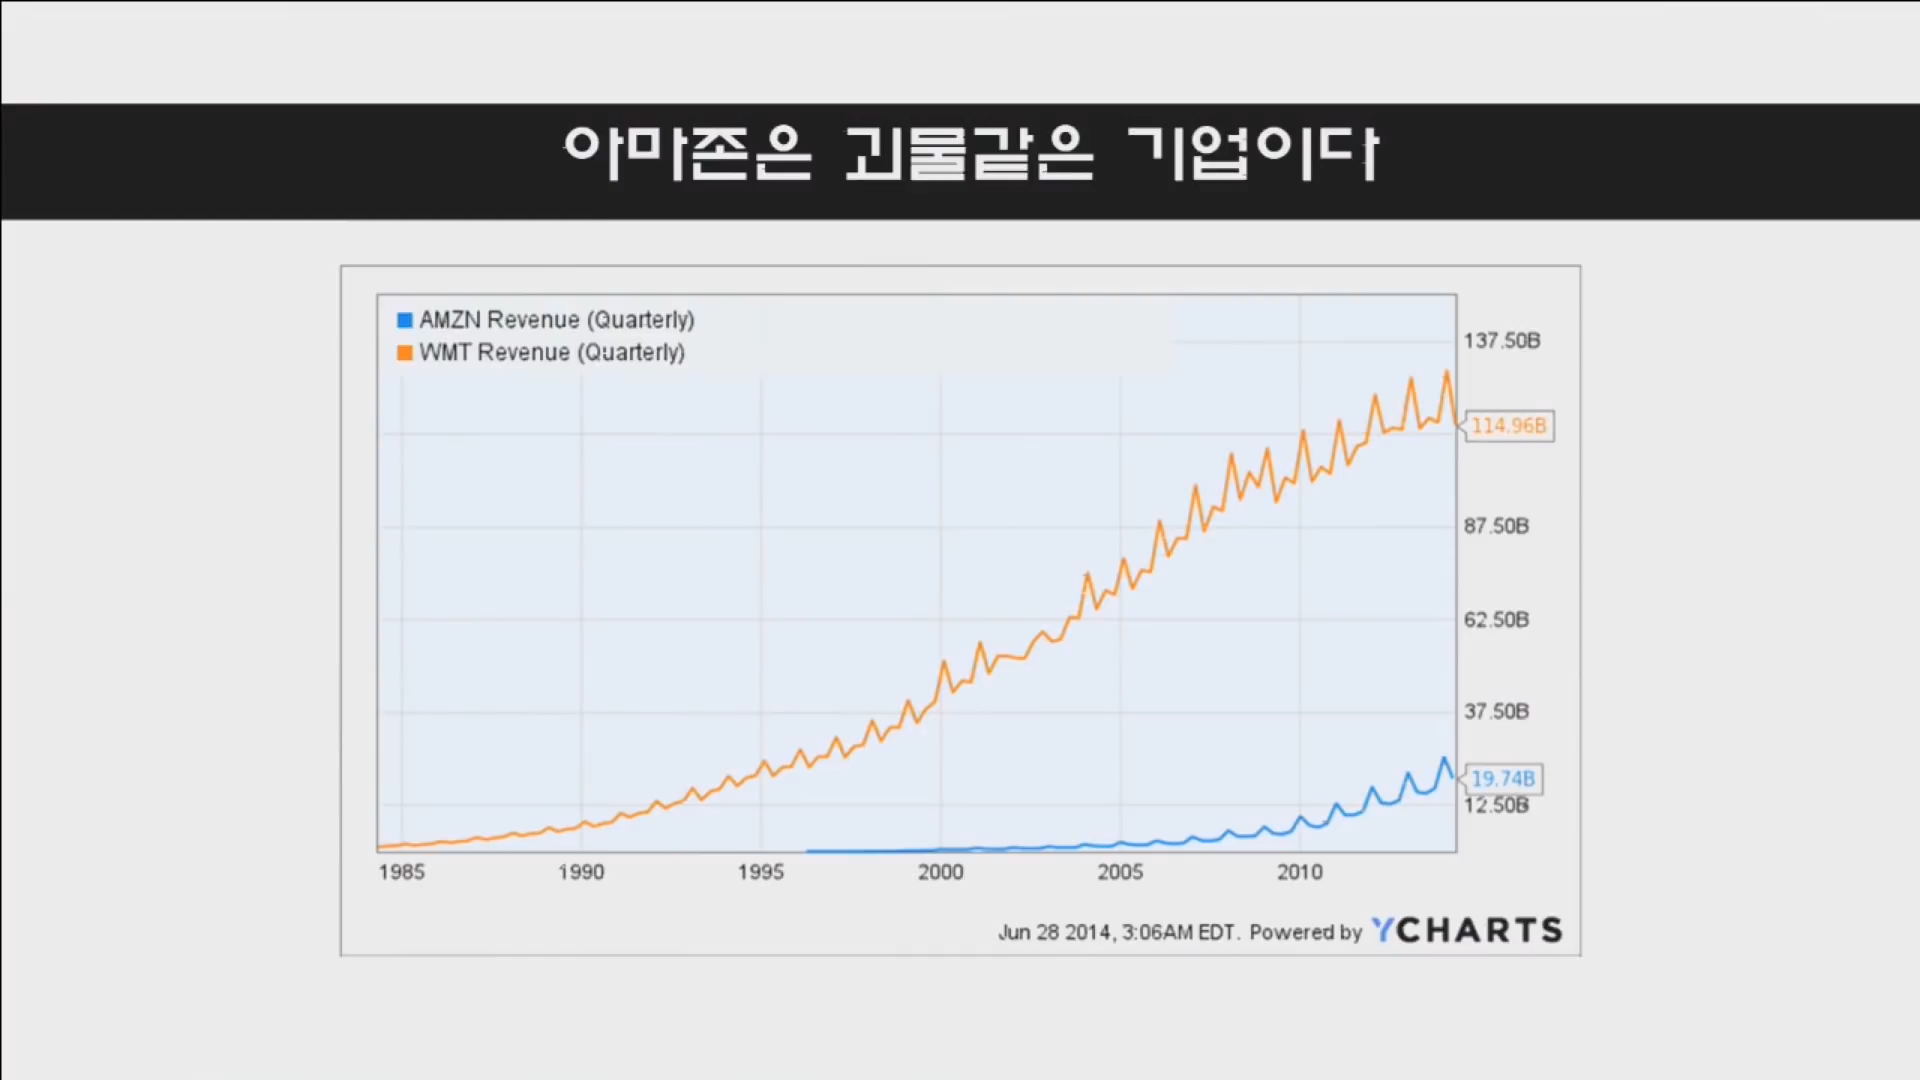 아마존은 괴물같은 기업이다
AMZN Revenue (Quarterly)
WMT Revenue (Quarterly)
137.50B
114.96B
87.50B
62.50B
37.50B
19.74B
12.50B
1985 1990 1995 2000 2005 2010
Jun 28 2014, 3:06AM EDT. Powered by YCHARTS